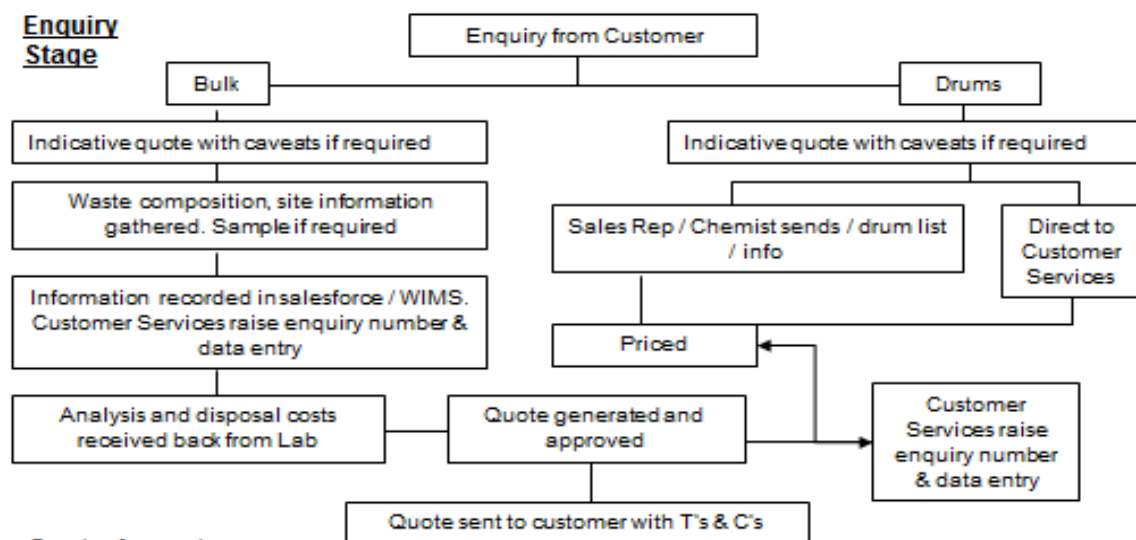 Enquiry
Stage
Enquiry from Customer
Bulk
Drums
Indicative quote with caveats if required
Indicative quote with caveats if required
Waste composition, site information
gathered. Sample if required
Sales Rep / Chemist sends / drum list
/ info
Direct to
Customer
Services
Information recorded in salesforce / WIMS.
Customer Services raise enquiry number &
data entry
Priced
Analysis and disposal costs
received back from Lab
Quote generated and
approved
Customer
Services raise
enquiry number
& data entry
Quote sent to customer with T's & C's